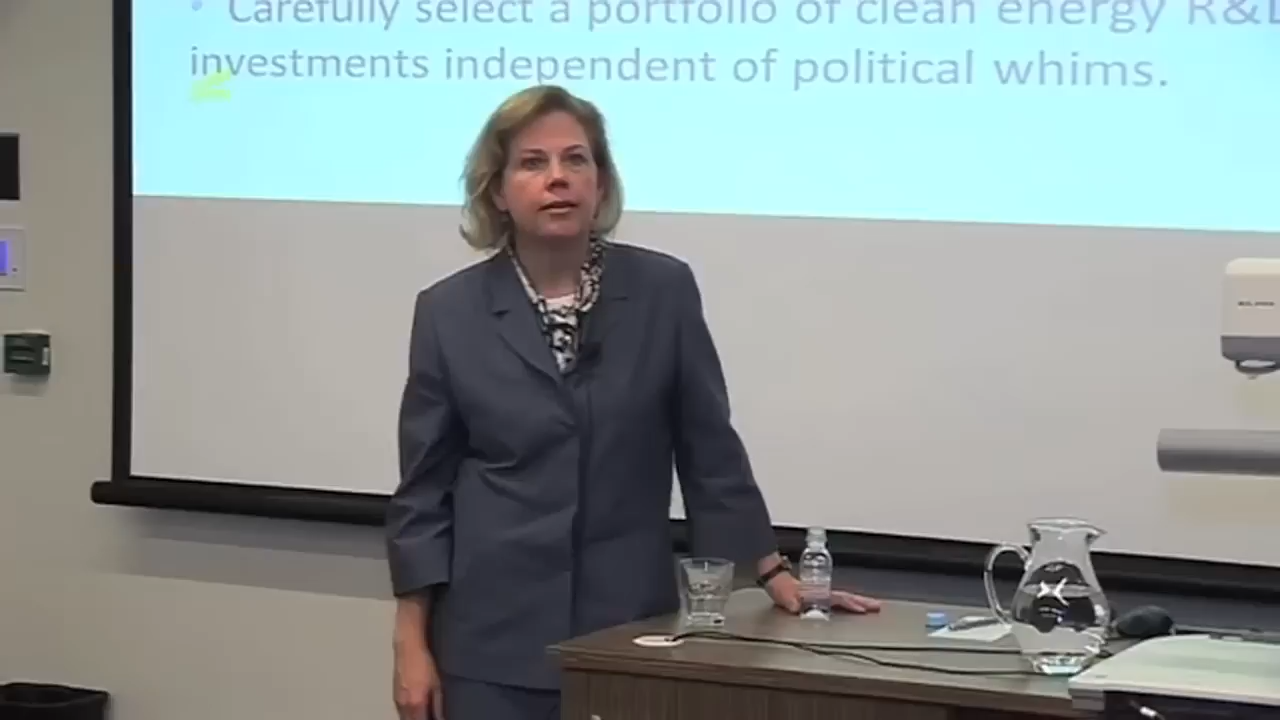 • Carefully select a portfolio of clean energy R&D
investments independent of political whims.